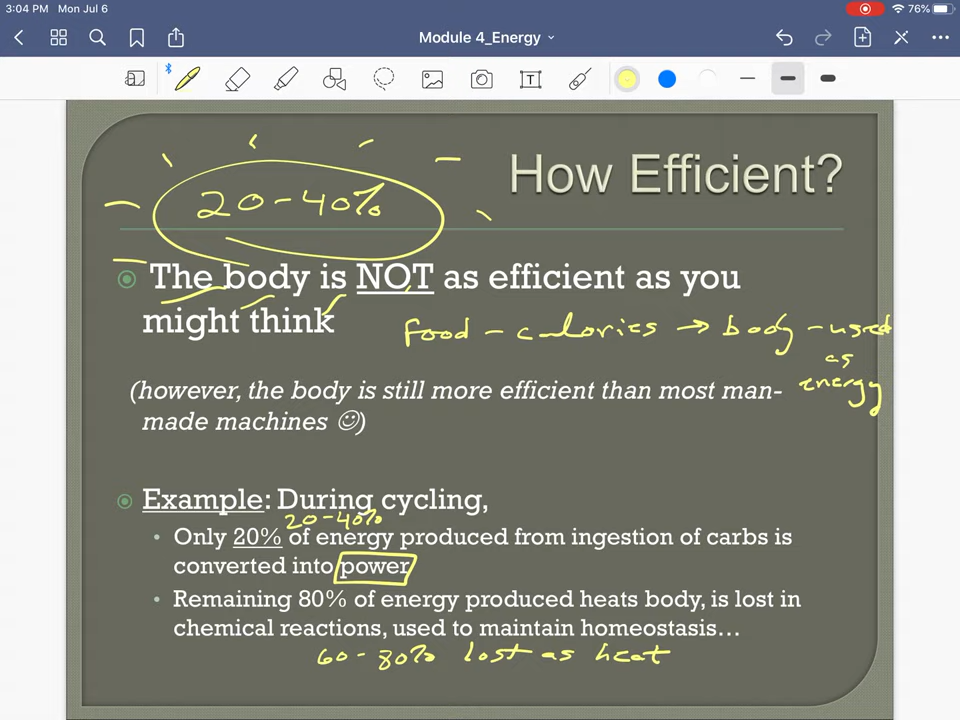 3:04 PM Mon Jul 6
76%
Module 4_Energy
T
How Efficient?
20-40%
The body is NOT as efficient as you
might think
food - calories → body - used
as
energy
(however, the body is still more efficient than most man-
made machines ☺)
Example: During cycling,
20-40%
Only 20% of energy produced from ingestion of carbs is
converted into power
Remaining 80% of energy produced heats body, is lost in
chemical reactions, used to maintain homeostasis…
60-80% lost as heat